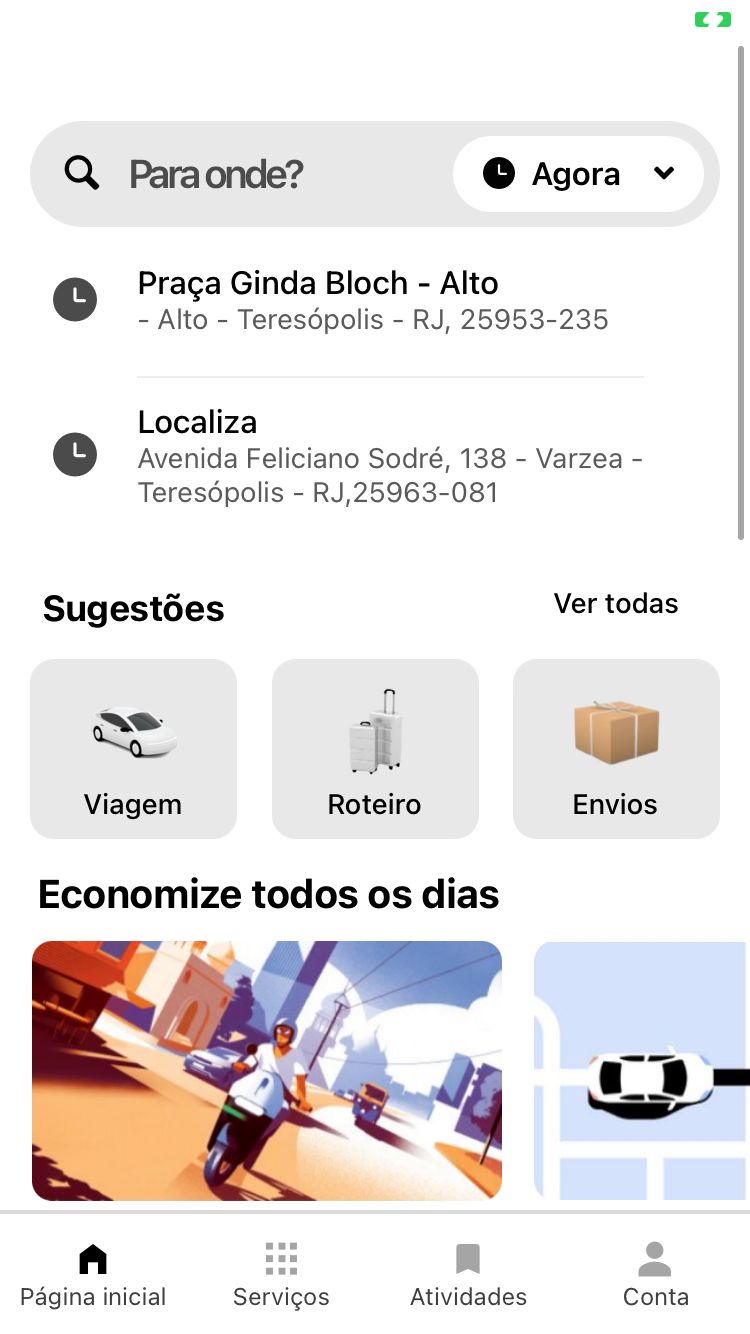 Para onde?
Agora
Praça Ginda Bloch - Alto
- Alto - Teresópolis - RJ, 25953-235
Localiza
Avenida Feliciano Sodré, 138 - Varzea -
Teresópolis - RJ,25963-081
Sugestões
Ver todas
Viagem
Roteiro
Envios
Economize todos os dias
Página inicial
Serviços
Atividades
Conta